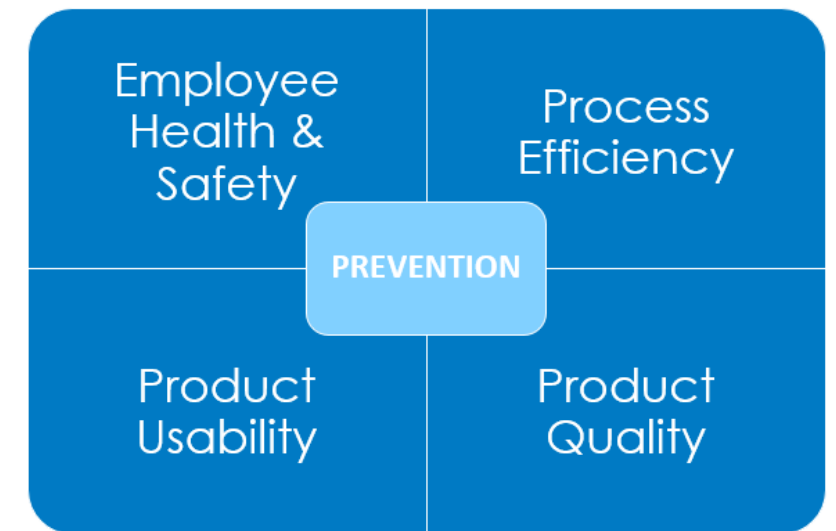 Employee
Health &
Safety
Process
Efficiency
PREVENTION
Product
Usability
Product
Quality